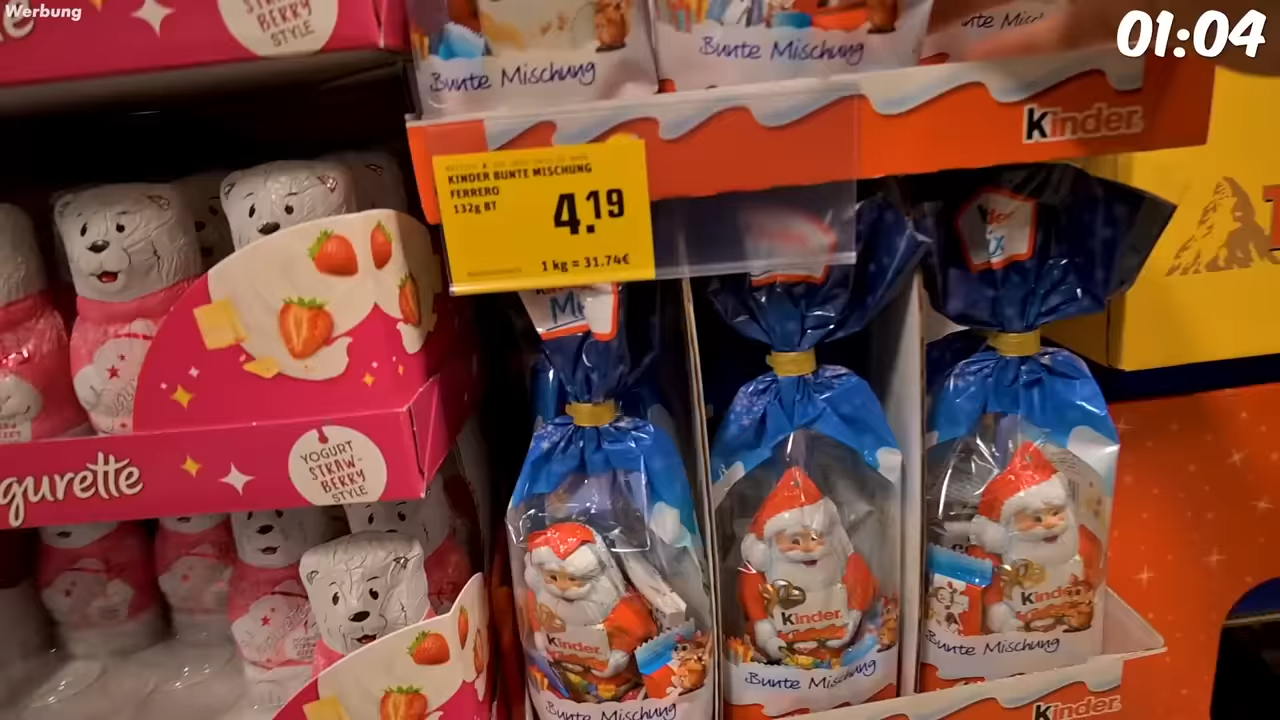 Werbung
01:04
STRAW-
BERRY
STYLE
Bunte Mischung
Bunte Mischung
Kinder
KINDER BUNTE MISCHUNG
FERRERO
132g BT
4.19
1 kg = 31.74€
YOGURT
STRAW-
BERRY
STYLE
gurette
Kinder
Kinder
Kinder
Bunte Mischung
Bunte Mischung
Bunte Mischung
Kinder